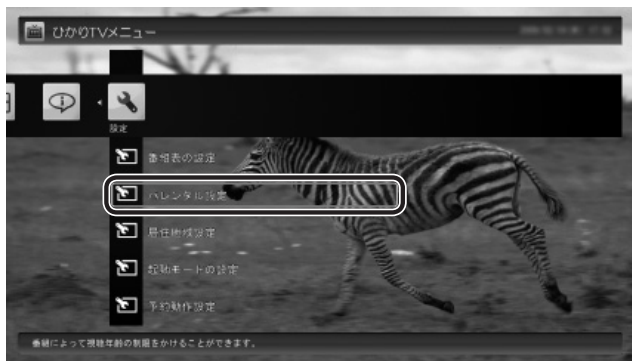 ひかりTVメニュー
設定
番組表の設定
パレンタル設定
居住地域設定
起動モードの設定
予約動作設定
番組によって視聴年齢の制限をかけることができます。